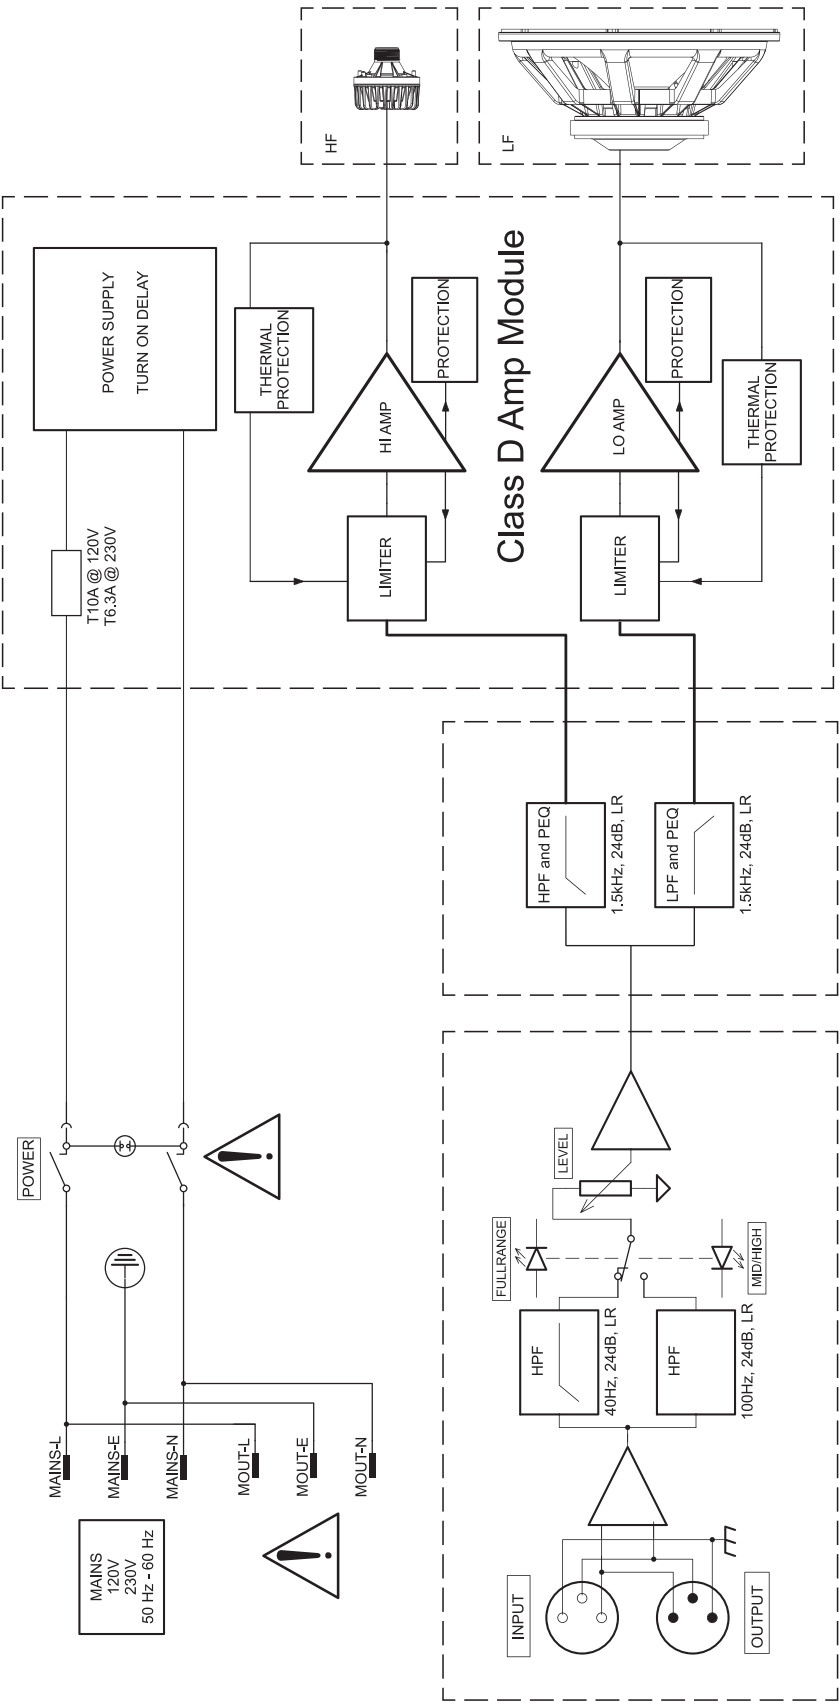 MAINS
120V
230V
50 Hz - 60 Hz
MAINS-L
MAINS-E
MAINS-N
MOUT-L
MOUT-E
MOUT-N
POWER
T10A @ 120V
T6.3A @ 230V
POWER SUPPLY
TURN ON DELAY
INPUT
OUTPUT
HPF
40Hz, 24dB, LR
HPF
100Hz, 24dB, LR
FULLRANGE
MID/HIGH
LEVEL
HPF and PEQ
1.5kHz, 24dB, LR
LPF and PEQ
1.5kHz, 24dB, LR
LIMITER
HI AMP
THERMAL
PROTECTION
PROTECTION
Class D Amp Module
LIMITER
LO AMP
PROTECTION
THERMAL
PROTECTION
HF
LF